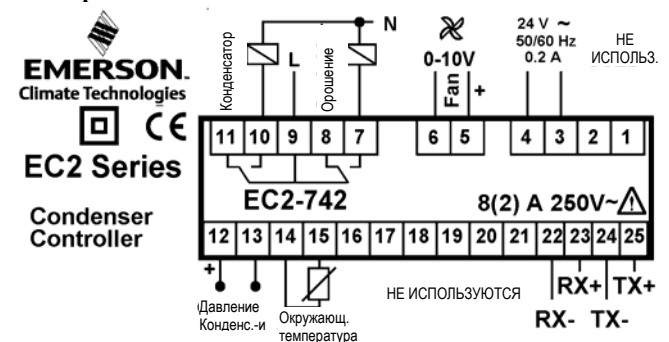 EMERSON.
Climate Technologies
CE
EC2 Series
Condenser
Controller
Конденсатор
L
Орошение
N
0-10V
Fan
+
24 V ~
50/60 Hz
0.2 A
НЕ
ИСПОЛЬЗ.
11 10 9 8 7 6 5 4 3 2 1
EC2-742
8(2) A 250V~
12 13 14 15 16 17 18 19 20 21 22 23 24 25
+
Давление
Конденс.-и
Окружающ.
температура
НЕ ИСПОЛЬЗУЮТСЯ
RX+ TX+
RX- TX-